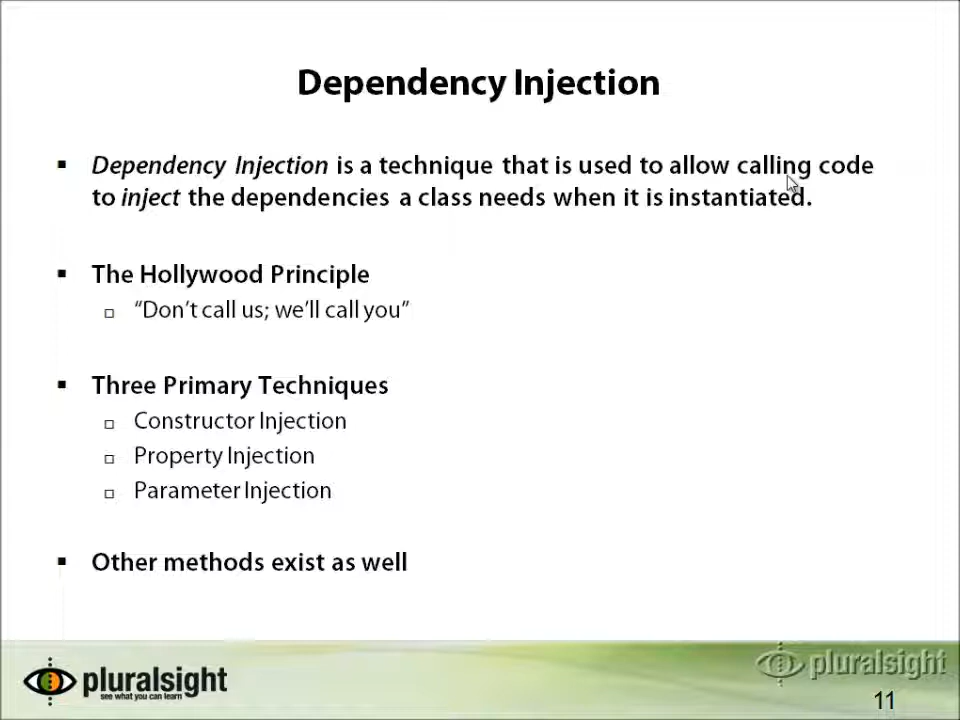 Dependency Injection
Dependency Injection is a technique that is used to allow calling code
to inject the dependencies a class needs when it is instantiated.
The Hollywood Principle
“Don’t call us; we’ll call you”
Three Primary Techniques
Constructor Injection
Property Injection
Parameter Injection
Other methods exist as well
pluralsight
see what you can learn
pluralsight
11